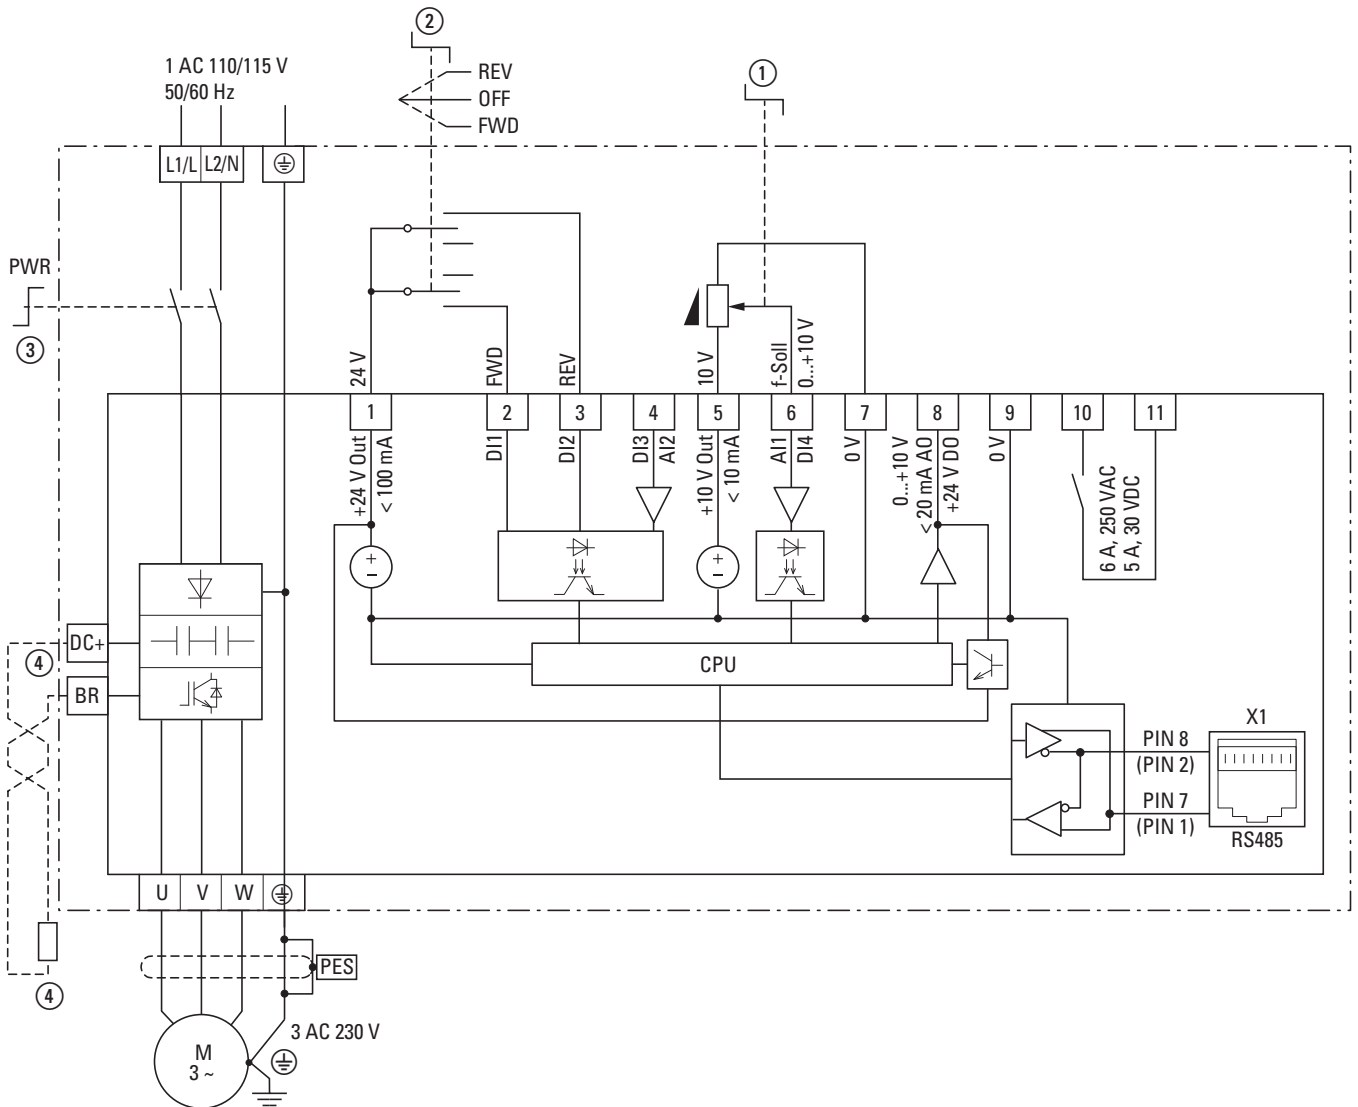 ②
1 AC 110/115 V
50/60 Hz
REV
OFF
FWD
①
L1/L
L2/N
PWR
③
24 V
FWD
REV
10 V
f-Soll
0...+10 V
1
2
3
4
5
6
7
8
9
10
11
+24 V Out
< 100 mA
DI1
DI2
DI3
AI2
+10 V Out
< 10 mA
AI1
DI4
0 V
0...+10 V
< 20 mA AO
+24 V DO
0 V
6 A, 250 VAC
5 A, 30 VDC
+
-
+
-
DC+
④
BR
CPU
X1
PIN 8
(PIN 2)
PIN 7
(PIN 1)
RS485
U
V
W
PES
④
3 AC 230 V
M
3 ~